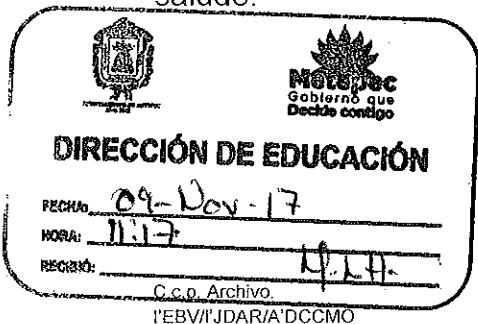 saludo.
Metepec
Gobierno que
Decide contigo
DIRECCIÓN DE EDUCACIÓN
FECHA: 09-Nov-17
HORA: 11:17
RECIBIÓ:
C.c.p. Archivo.
I'EBV/I'JDAR/A'DCCMO